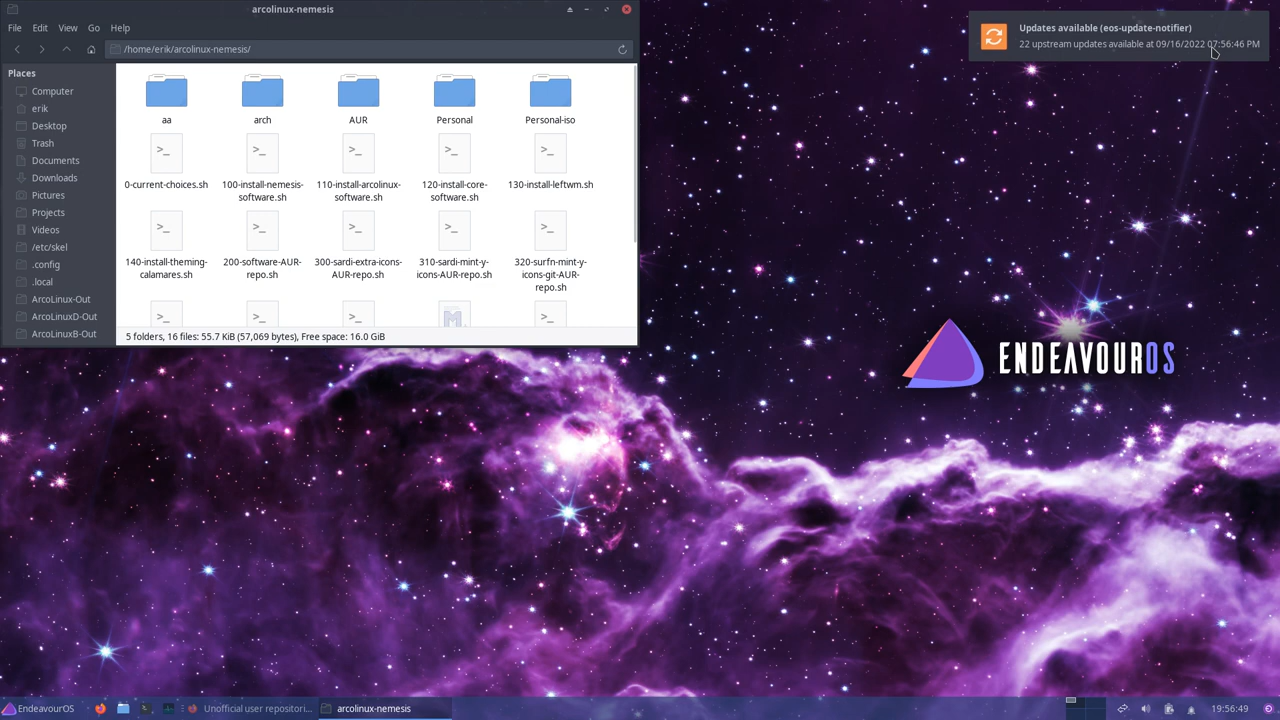 arcolinux-nemesis
File Edit View Go Help
/home/erik/arcolinux-nemesis/
Places
Computer
erik
Desktop
Trash
Documents
Downloads
Pictures
Projects
Videos
/etc/skel
.config
.local
ArcoLinux-Out
ArcoLinuxD-Out
ArcoLinuxB-Out
aa arch AUR Personal Personal-iso
0-current-choices.sh 100-install-nemesis- 110-install-arcolinux- 120-install-core- 130-install-leftwm.sh
software.sh software.sh software.sh
140-install-theming- 200-software-AUR- 300-sardi-extra-icons- 310-sardi-mint-y- 320-surfn-mint-y-
calamares.sh repo.sh AUR-repo.sh icons-AUR-repo.sh icons-git-AUR-
repo.sh
5 folders, 16 files: 55.7 KiB (57,069 bytes), Free space: 16.0 GiB
Updates available (eos-update-notifier)
22 upstream updates available at 09/16/2022 07:56:46 PM
ENDEAVOUROS
EndeavourOS
Unofficial user repositori...
arcolinux-nemesis
19:56:49